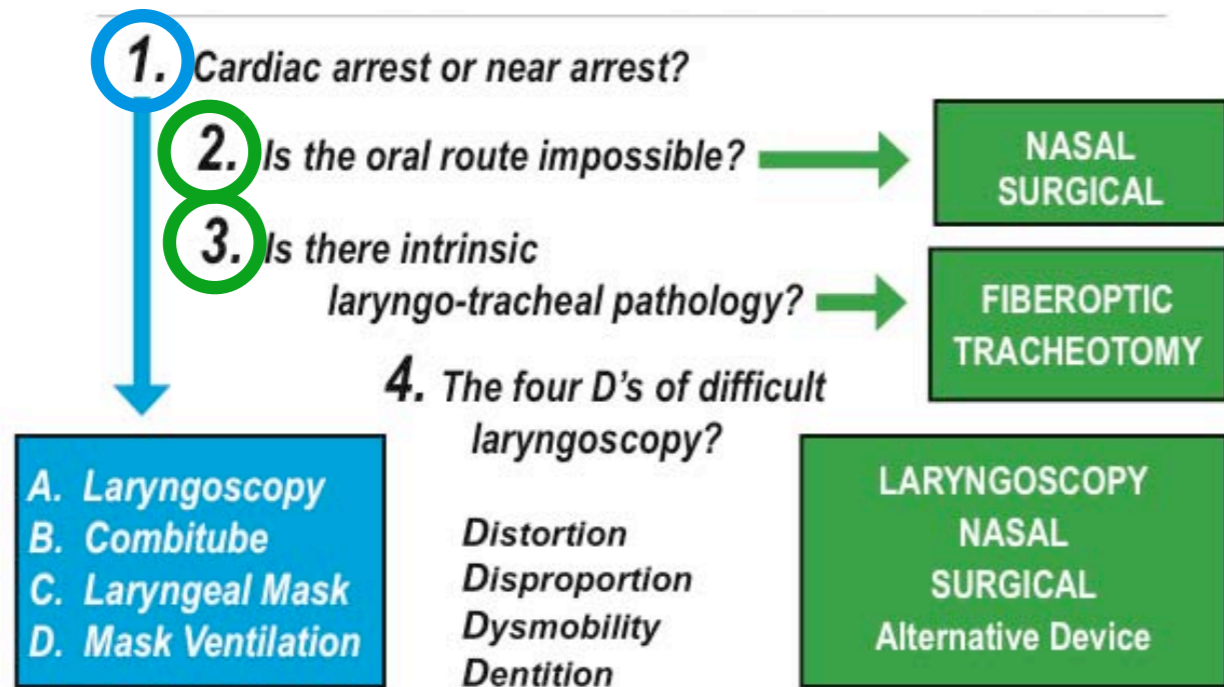 1. Cardiac arrest or near arrest?
2. Is the oral route impossible?
NASAL
SURGICAL
3. Is there intrinsic
laryngo-tracheal pathology?
FIBEROPTIC
TRACHEOTOMY
4. The four D's of difficult
laryngoscopy?
A. Laryngoscopy
B. Combitube
C. Laryngeal Mask
D. Mask Ventilation
Distortion
Disproportion
Dysmobility
Dentition
LARYNGOSCOPY
NASAL
SURGICAL
Alternative Device